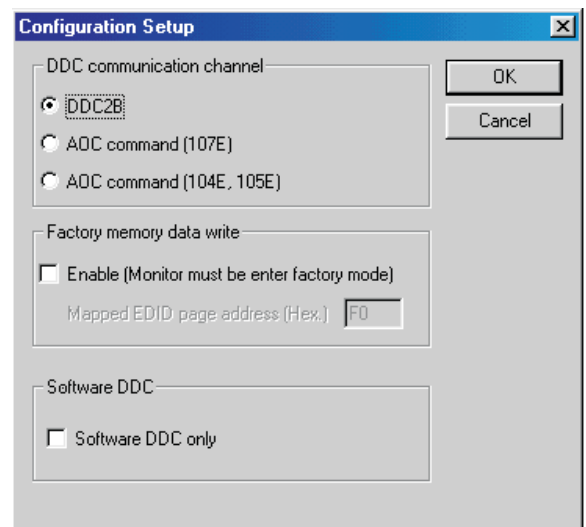 Configuration Setup
DDC communication channel
DDC2B
AOC command (107E)
AOC command (104E, 105E)
OK
Cancel
Factory memory data write
Enable (Monitor must be enter factory mode)
Mapped EDID page address (Hex.) F0
Software DDC
Software DDC only